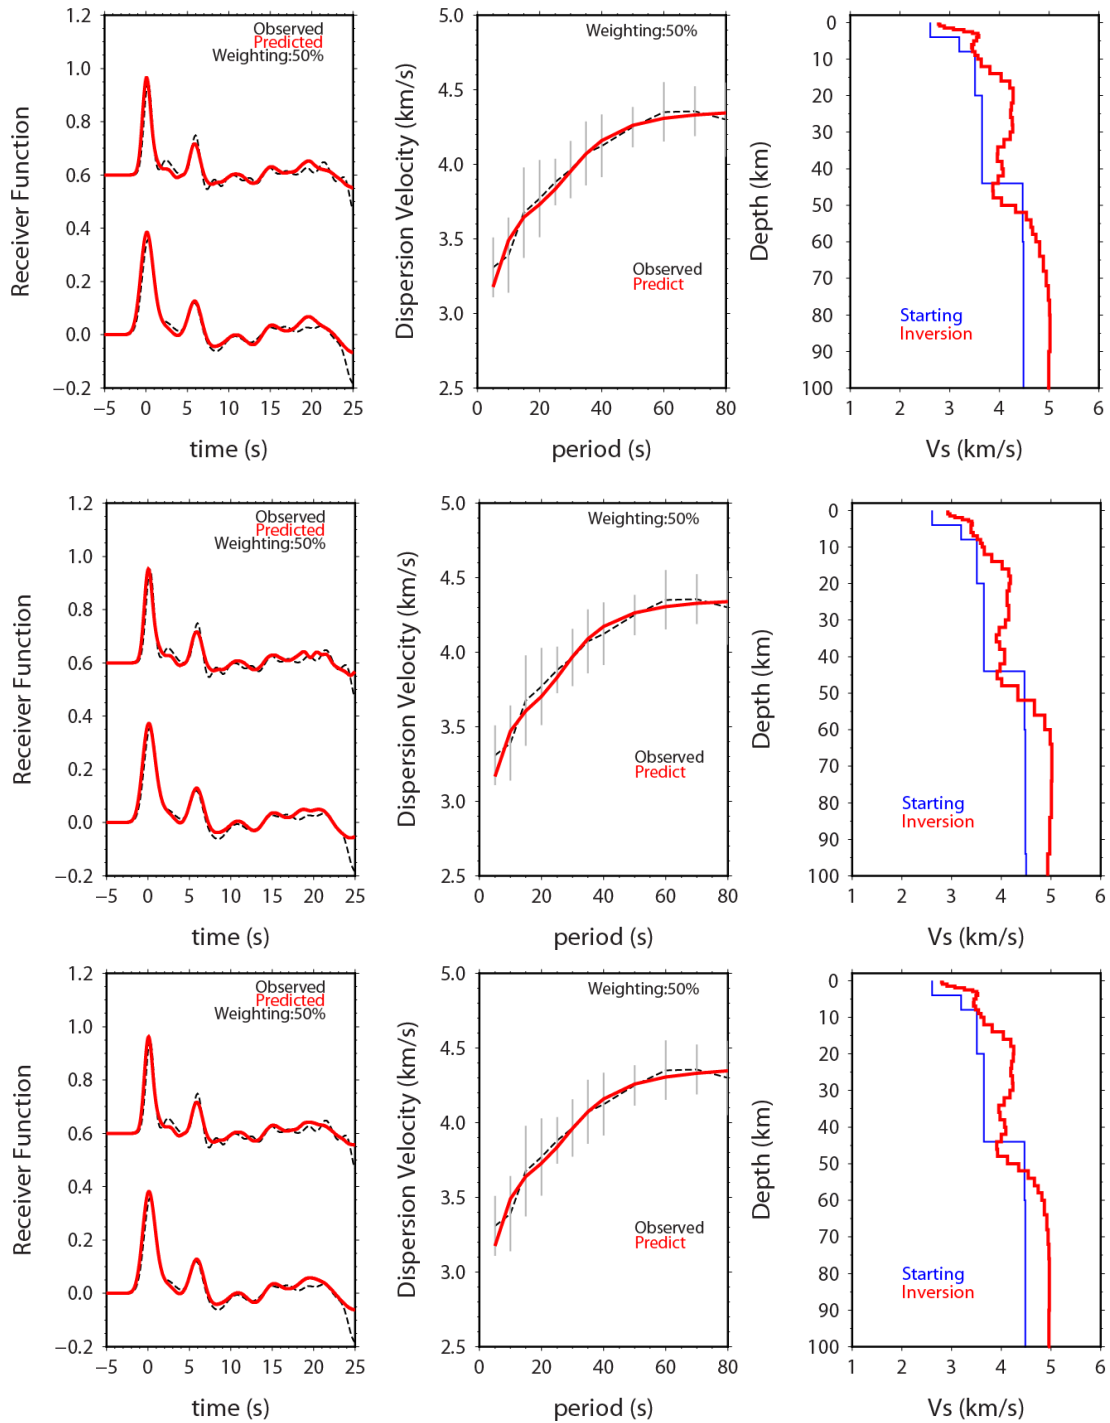 Receiver Function
1.2
1.0
0.8
0.6
0.4
0.2
0.0
−0.2
Observed
Predicted
Weighting:50%
−5 0 5 10 15 20 25
time (s)
Dispersion Velocity (km/s)
5.0
4.5
4.0
3.5
3.0
2.5
Weighting:50%
Observed
Predict
0 20 40 60 80
period (s)
Depth (km)
0
10
20
30
40
50
60
70
80
90
100
Starting
Inversion
1 2 3 4 5 6
Vs (km/s)
Receiver Function
1.2
1.0
0.8
0.6
0.4
0.2
0.0
−0.2
Observed
Predicted
Weighting:50%
−5 0 5 10 15 20 25
time (s)
Dispersion Velocity (km/s)
5.0
4.5
4.0
3.5
3.0
2.5
Weighting:50%
Observed
Predict
0 20 40 60 80
period (s)
Depth (km)
0
10
20
30
40
50
60
70
80
90
100
Starting
Inversion
1 2 3 4 5 6
Vs (km/s)
Receiver Function
1.2
1.0
0.8
0.6
0.4
0.2
0.0
−0.2
Observed
Predicted
Weighting:50%
−5 0 5 10 15 20 25
time (s)
Dispersion Velocity (km/s)
5.0
4.5
4.0
3.5
3.0
2.5
Weighting:50%
Observed
Predict
0 20 40 60 80
period (s)
Depth (km)
0
10
20
30
40
50
60
70
80
90
100
Starting
Inversion
1 2 3 4 5 6
Vs (km/s)